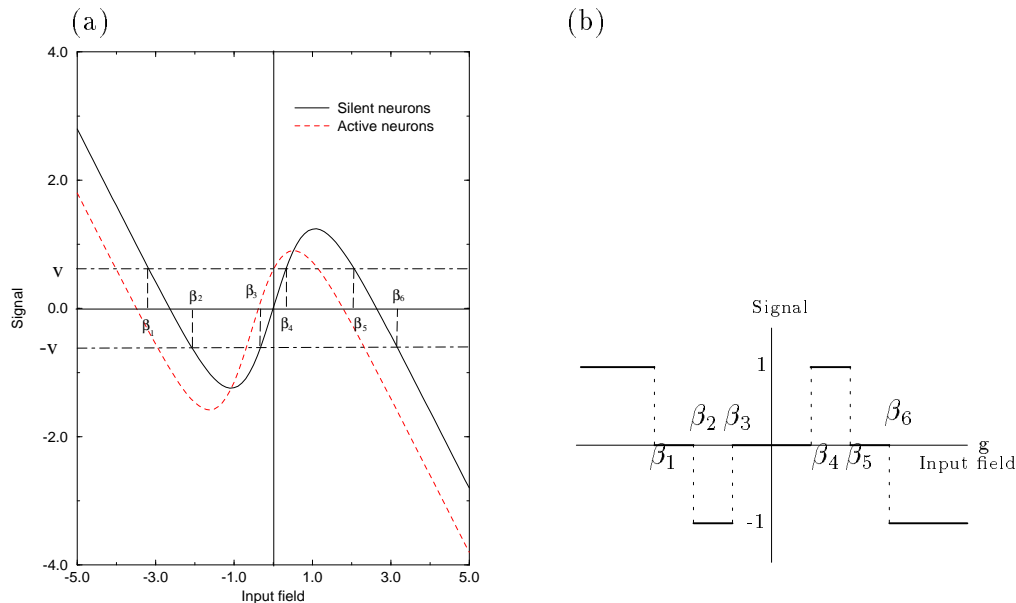 (a)
4.0
2.0
0.0
-2.0
-4.0
v
-v
Signal
Silent neurons
Active neurons
β1
β2
β3
β4
β5
β6
-5.0 -3.0 -1.0 1.0 3.0 5.0
Input field
(b)
Signal
1
-1
β1
β2
β3
β4
β5
β6
g
Input field